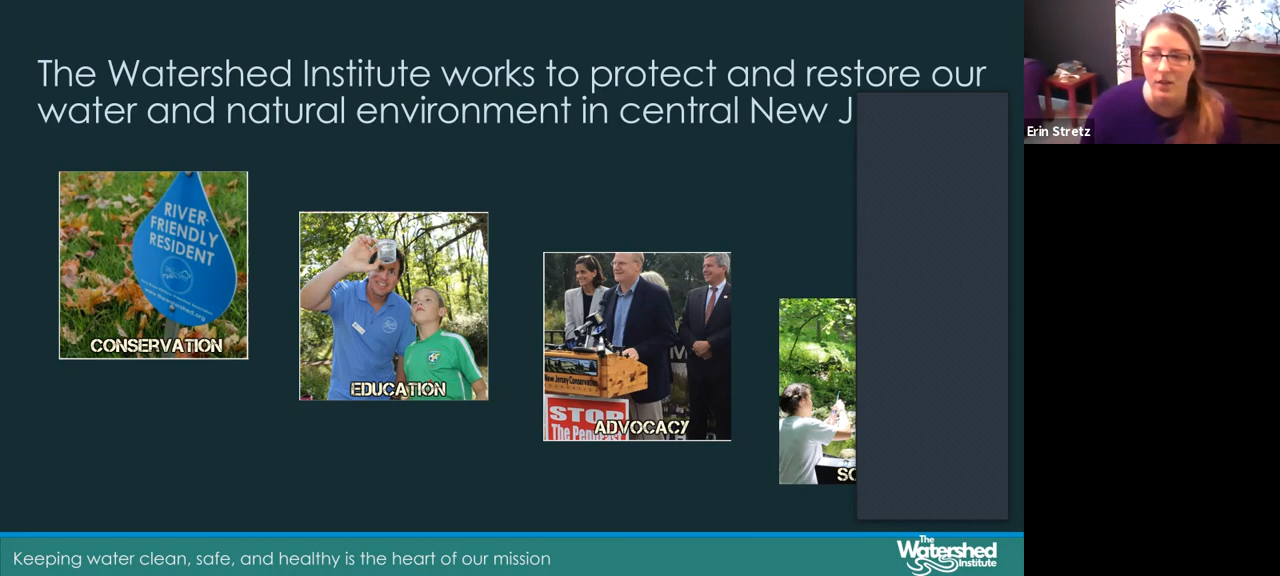 The Watershed Institute works to protect and restore our
water and natural environment in central New J
Erin Stretz
RIVER-
FRIENDLY
RESIDENT
CONSERVATION
EDUCATION
New Jersey Conservation
STOP
The
ADVOCACY
SC
Keeping water clean, safe, and healthy is the heart of our mission
The
Watershed
Institute